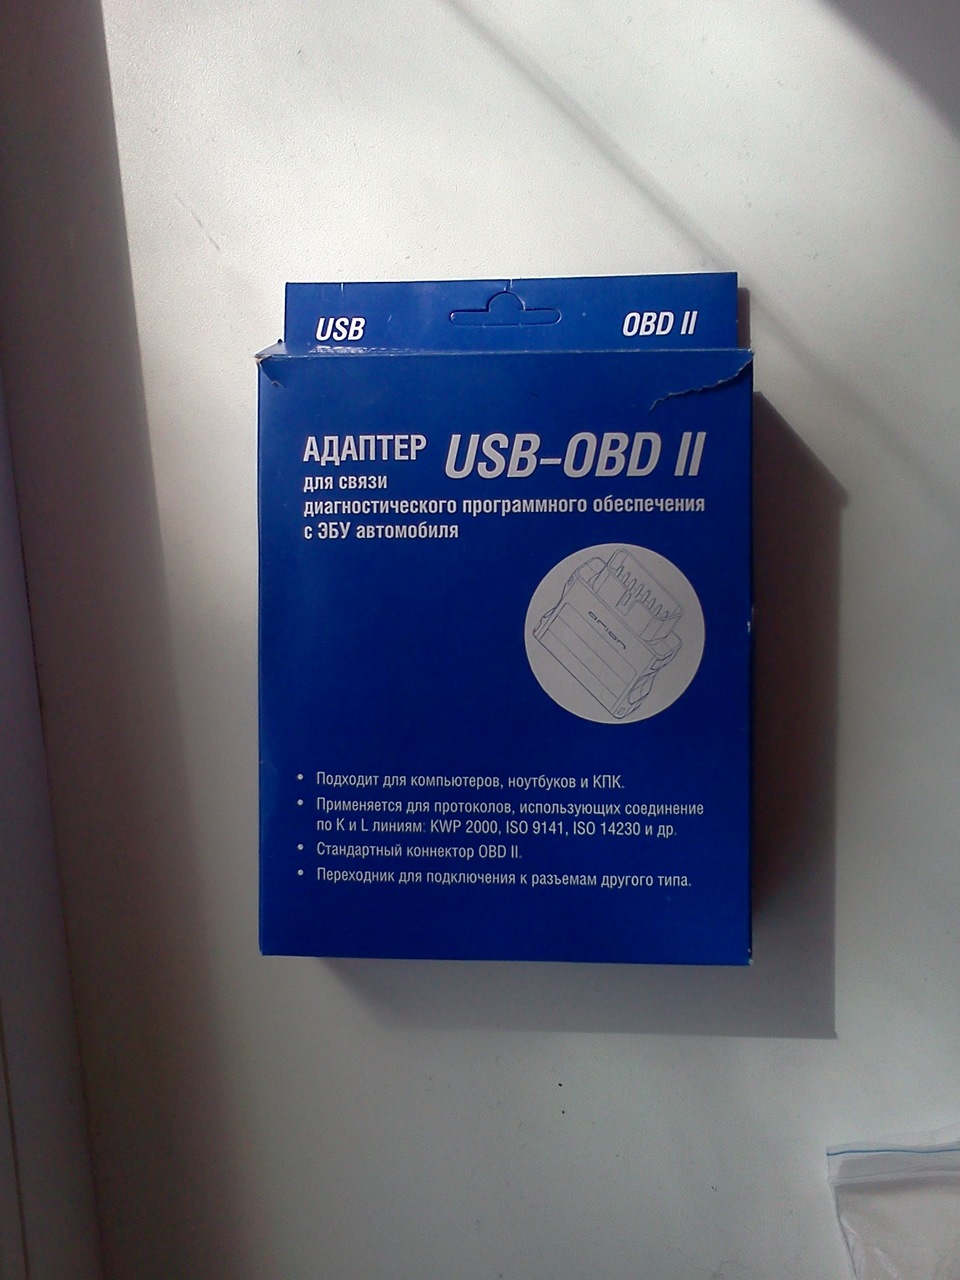 USB OBD II
АДАПТЕР USB-OBD II
для связи
диагностического программного обеспечения
с ЭБУ автомобиля
orion
• Подходит для компьютеров, ноутбуков и КПК.
• Применяется для протоколов, использующих соединение
по K и L линиям: KWP 2000, ISO 9141, ISO 14230 и др.
• Стандартный коннектор OBD II.
• Переходник для подключения к разъемам другого типа.